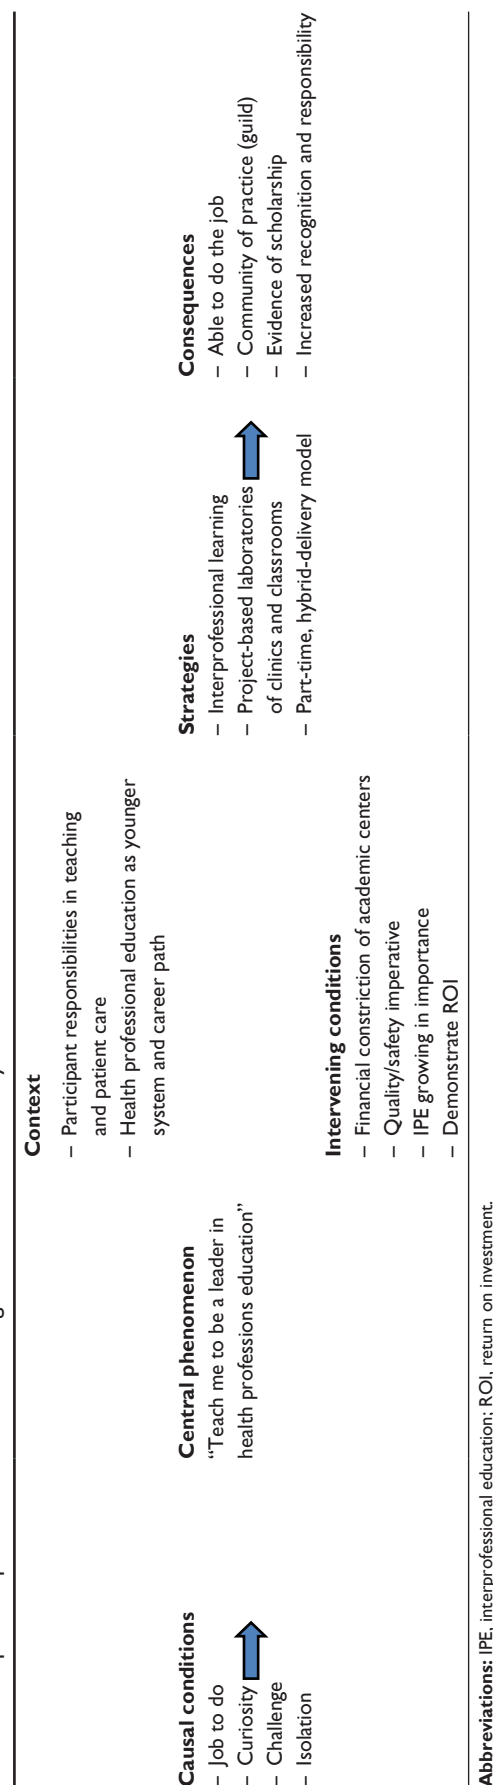 Causal conditions
– Job to do
– Curiosity
– Challenge
– Isolation
Central phenomenon
“Teach me to be a leader in
health professions education”
Context
– Participant responsibilities in teaching
and patient care
– Health professional education as younger
system and career path
Intervening conditions
– Financial constriction of academic centers
– Quality/safety imperative
– IPE growing in importance
– Demonstrate ROI
Strategies
– Interprofessional learning
– Project-based laboratories
of clinics and classrooms
– Part-time, hybrid-delivery model
Consequences
– Able to do the job
– Community of practice (guild)
– Evidence of scholarship
– Increased recognition and responsibility
Abbreviations: IPE, interprofessional education; ROI, return on investment.